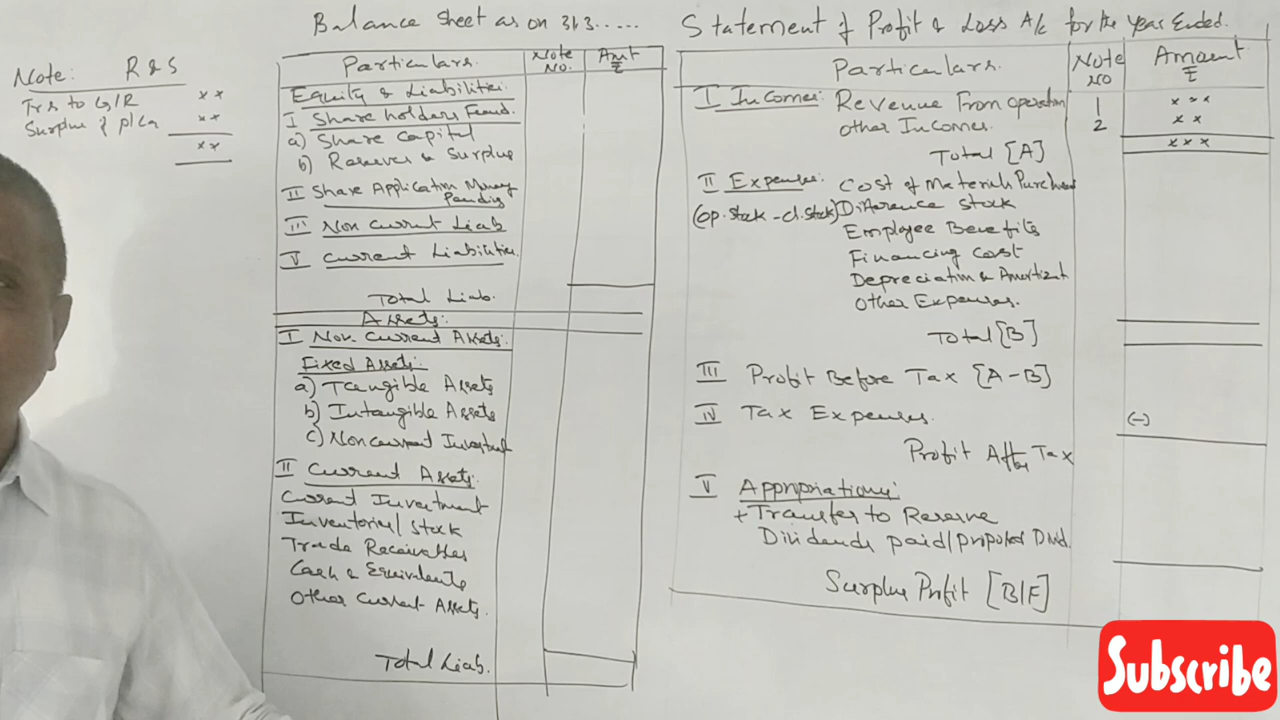 Balance Sheet as on 31.3......
Statement of Profit & Loss A/c for the Year Ended.
Note: R & S
Trs to G/R x x
Surplus of P/L a x x
x x
Particulars. Note No. Amt ₹
Equity & Liabilities.
I Share holders Fund.
a) Share Capital
b) Reserves & Surplus
II Share Application Money
Pending
III Non Current Liab
V Current Liabilities.
Total Liab.
Assets:
I Non. Current Assets:
Fixed Assets:
a) Tangible Assets
b) Intangible Assets
c) Non current Investment
II Current Assets:
Current Investment
Inventories/Stock
Trade Receivables
Cash & Equivalents
Other Current Assets.
Total Liab.
Particulars. Note No Amount ₹
I Incomes: Revenue From operation 1 x x x
Other Incomes. 2 x x
Total [A] x x x
II Expenses: Cost of Materials Purchased
(op. Stock - cl. Stock) Difference Stock
Employee Benefits
Financing Cost
Depreciation & Amortizat
Other Expenses.
Total [B]
III Profit Before Tax [A-B]
IV Tax Expenses. (-)
Profit After Tax
V Appropriations:
+ Transfer to Reserve
Dividends paid/proposed Divd.
Surplus Profit [B/F]
Subscribe